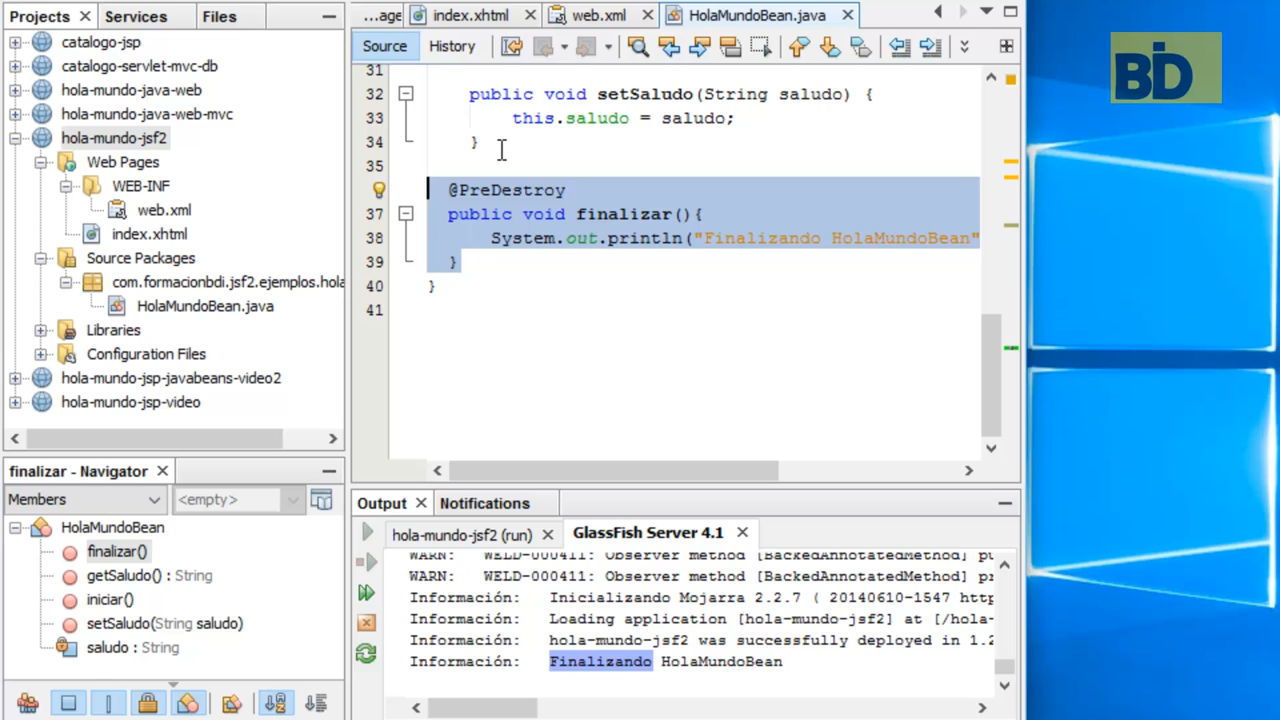 Projects
Services
Files
catalogo-jsp
catalogo-servlet-mvc-db
hola-mundo-java-web
hola-mundo-java-web-mvc
hola-mundo-jsf2
Web Pages
WEB-INF
web.xml
index.xhtml
Source Packages
com.formacionbdi.jsf2.ejemplos.hola
HolaMundoBean.java
Libraries
Configuration Files
hola-mundo-jsp-javabeans-video2
hola-mundo-jsp-video
finalizar - Navigator
Members
<empty>
HolaMundoBean
finalizar()
getSaludo() : String
iniciar()
setSaludo(String saludo)
saludo : String
...age
index.xhtml
web.xml
HolaMundoBean.java
Source
History
31
32 public void setSaludo(String saludo) {
33 this.saludo = saludo;
34 }
35
@PreDestroy
37 public void finalizar(){
38 System.out.println("Finalizando HolaMundoBean"
39 }
40 }
41
Output
Notifications
hola-mundo-jsf2 (run)
GlassFish Server 4.1
WARN: WELD-000411: Observer method [BackedAnnotatedMethod] pu
WARN: WELD-000411: Observer method [BackedAnnotatedMethod] pr
Información: Inicializando Mojarra 2.2.7 ( 20140610-1547 http
Información: Loading application [hola-mundo-jsf2] at [/hola-
Información: hola-mundo-jsf2 was successfully deployed in 1.2
Información: Finalizando HolaMundoBean
BDI